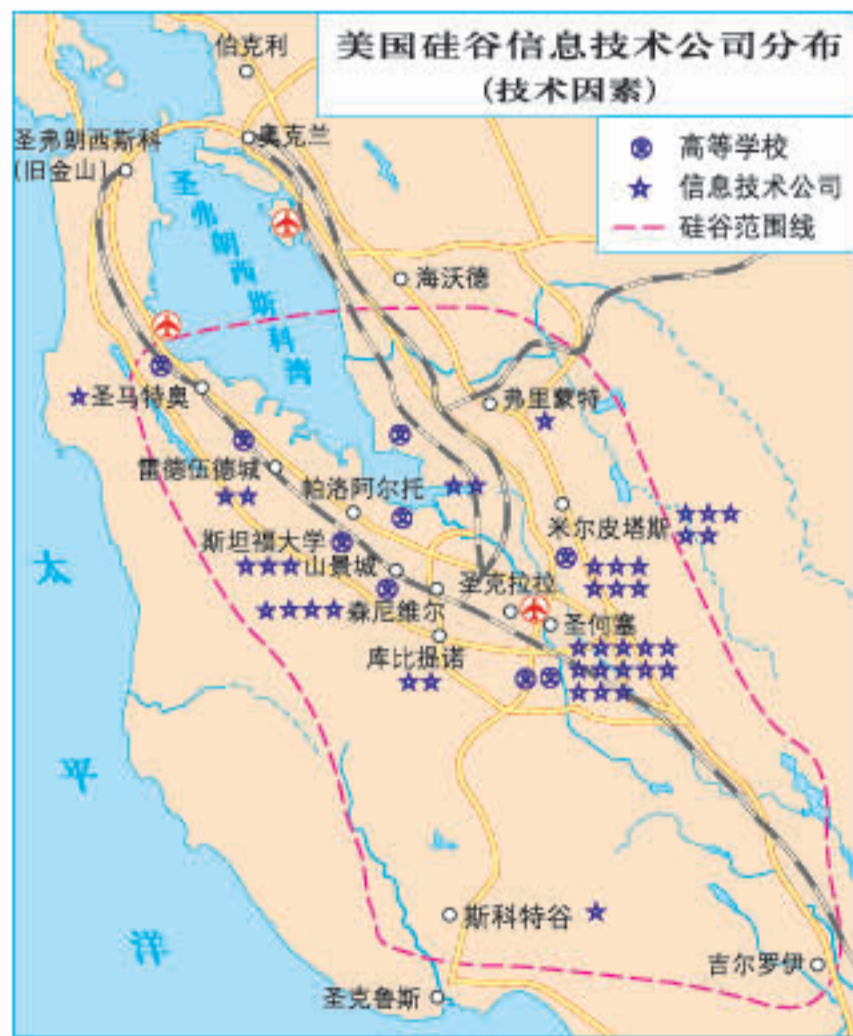 美国硅谷信息技术公司分布
(技术因素)
高等学校
信息技术公司
硅谷范围线
伯克利
奥克兰
圣弗朗西斯科
(旧金山)
圣弗朗西斯科湾
海沃德
圣马特奥
弗里蒙特
雷德伍德城
帕洛阿尔托
米尔皮塔斯
斯坦福大学
山景城
圣克拉拉
森尼维尔
圣何塞
库比提诺
太平洋
斯科特谷
吉尔罗伊
圣克鲁斯